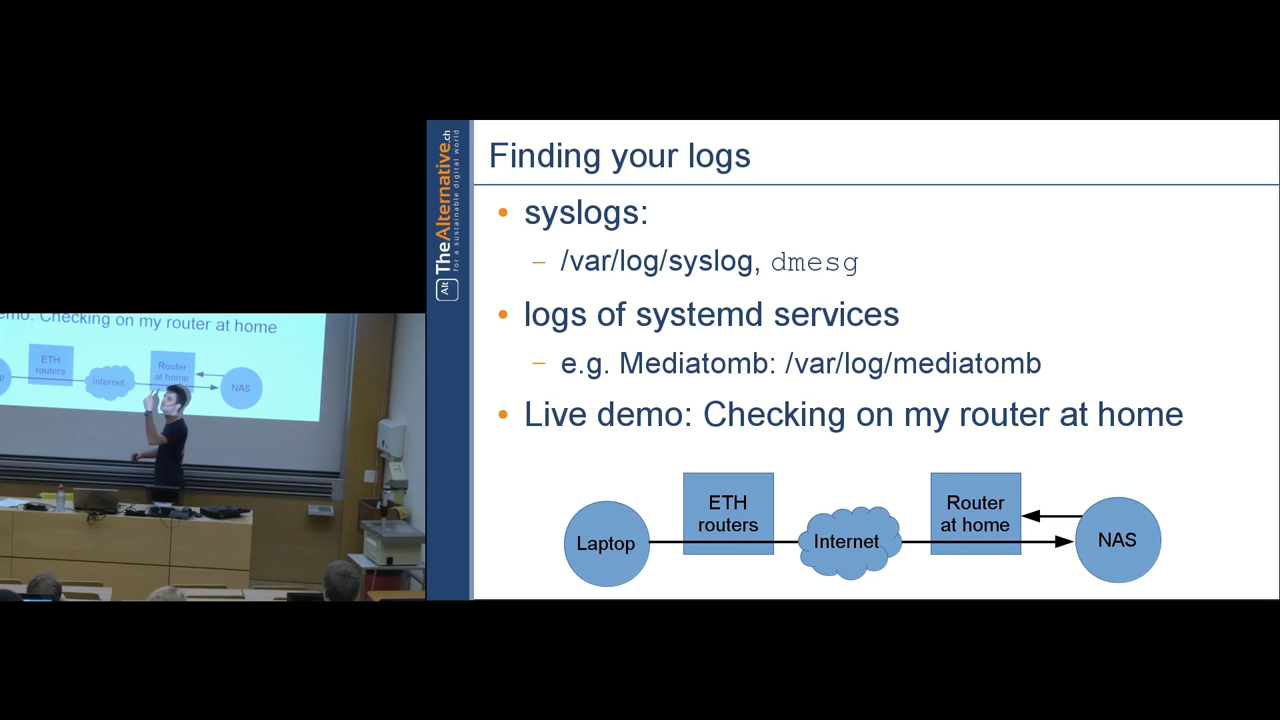 Finding your logs
• syslogs:
– /var/log/syslog, dmesg
• logs of systemd services
– e.g. Mediatomb: /var/log/mediatomb
• Live demo: Checking on my router at home
Laptop
ETH
routers
Internet
Router
at home
NAS
Alt TheAlternative.ch
for a sustainable digital world
emo: Checking on my router at home
p
ETH
routers
Internet
Router
at home
NAS